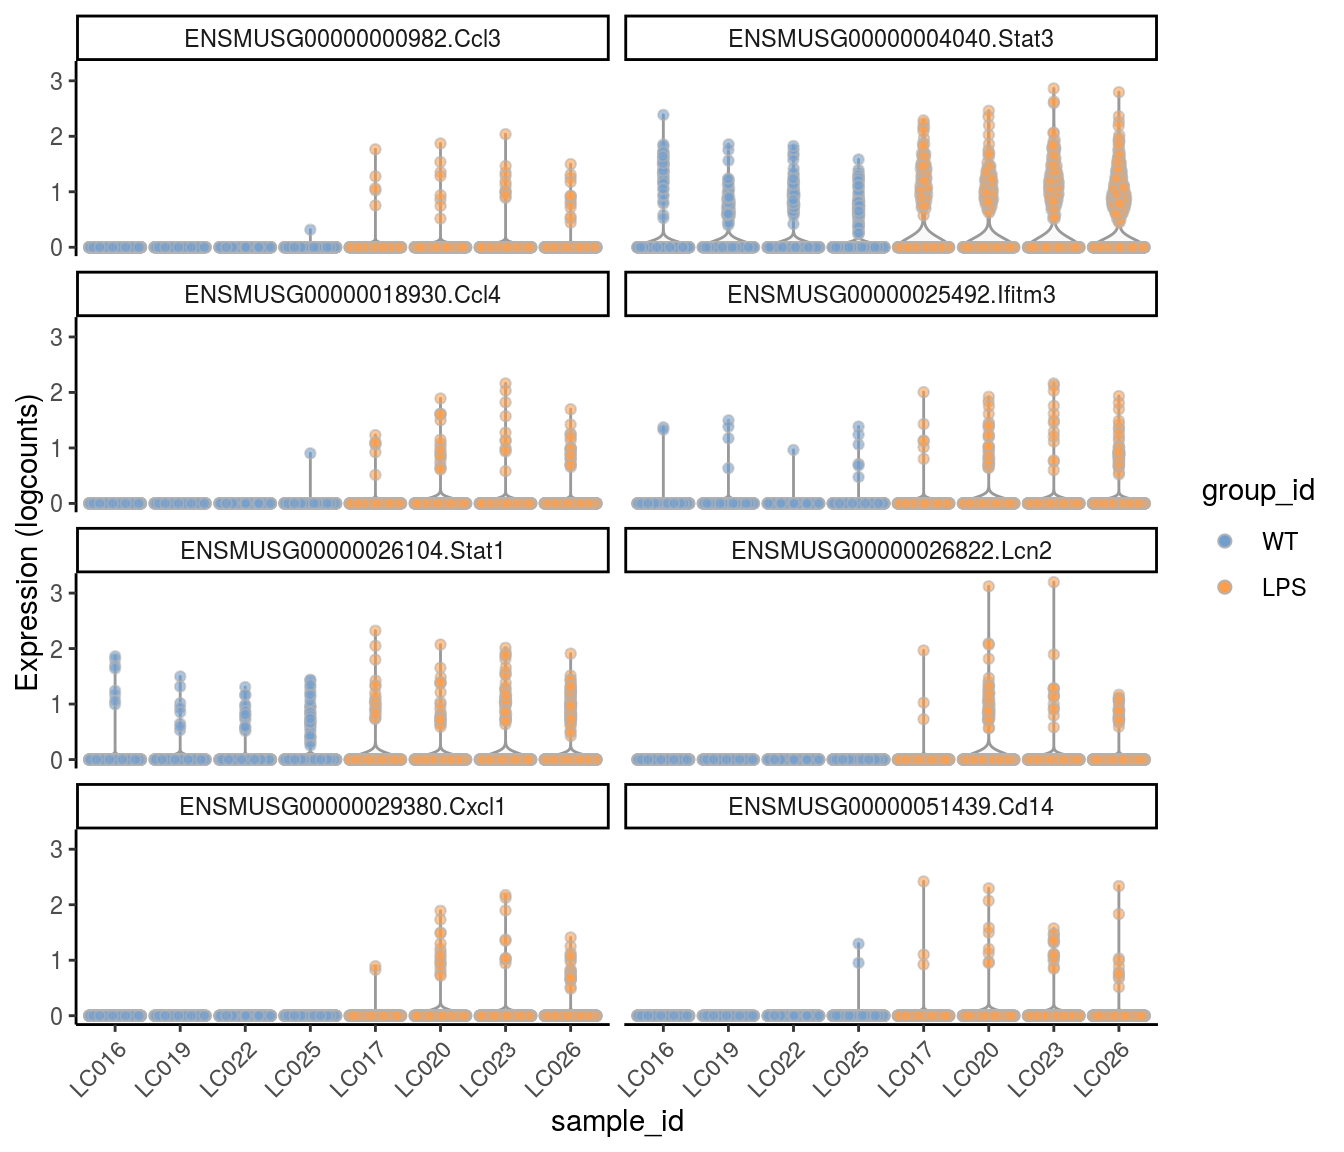 ENSMUSG00000000982.Ccl3
ENSMUSG00000004040.Stat3
3
2
1
0
ENSMUSG00000018930.Ccl4
ENSMUSG00000025492.Ifitm3
3
2
1
0
ENSMUSG00000026104.Stat1
ENSMUSG00000026822.Lcn2
3
2
1
0
ENSMUSG00000029380.Cxcl1
ENSMUSG00000051439.Cd14
3
2
1
0
Expression (logcounts)
LC016 LC019 LC022 LC025 LC017 LC020 LC023 LC026
LC016 LC019 LC022 LC025 LC017 LC020 LC023 LC026
sample_id
group_id
WT
LPS